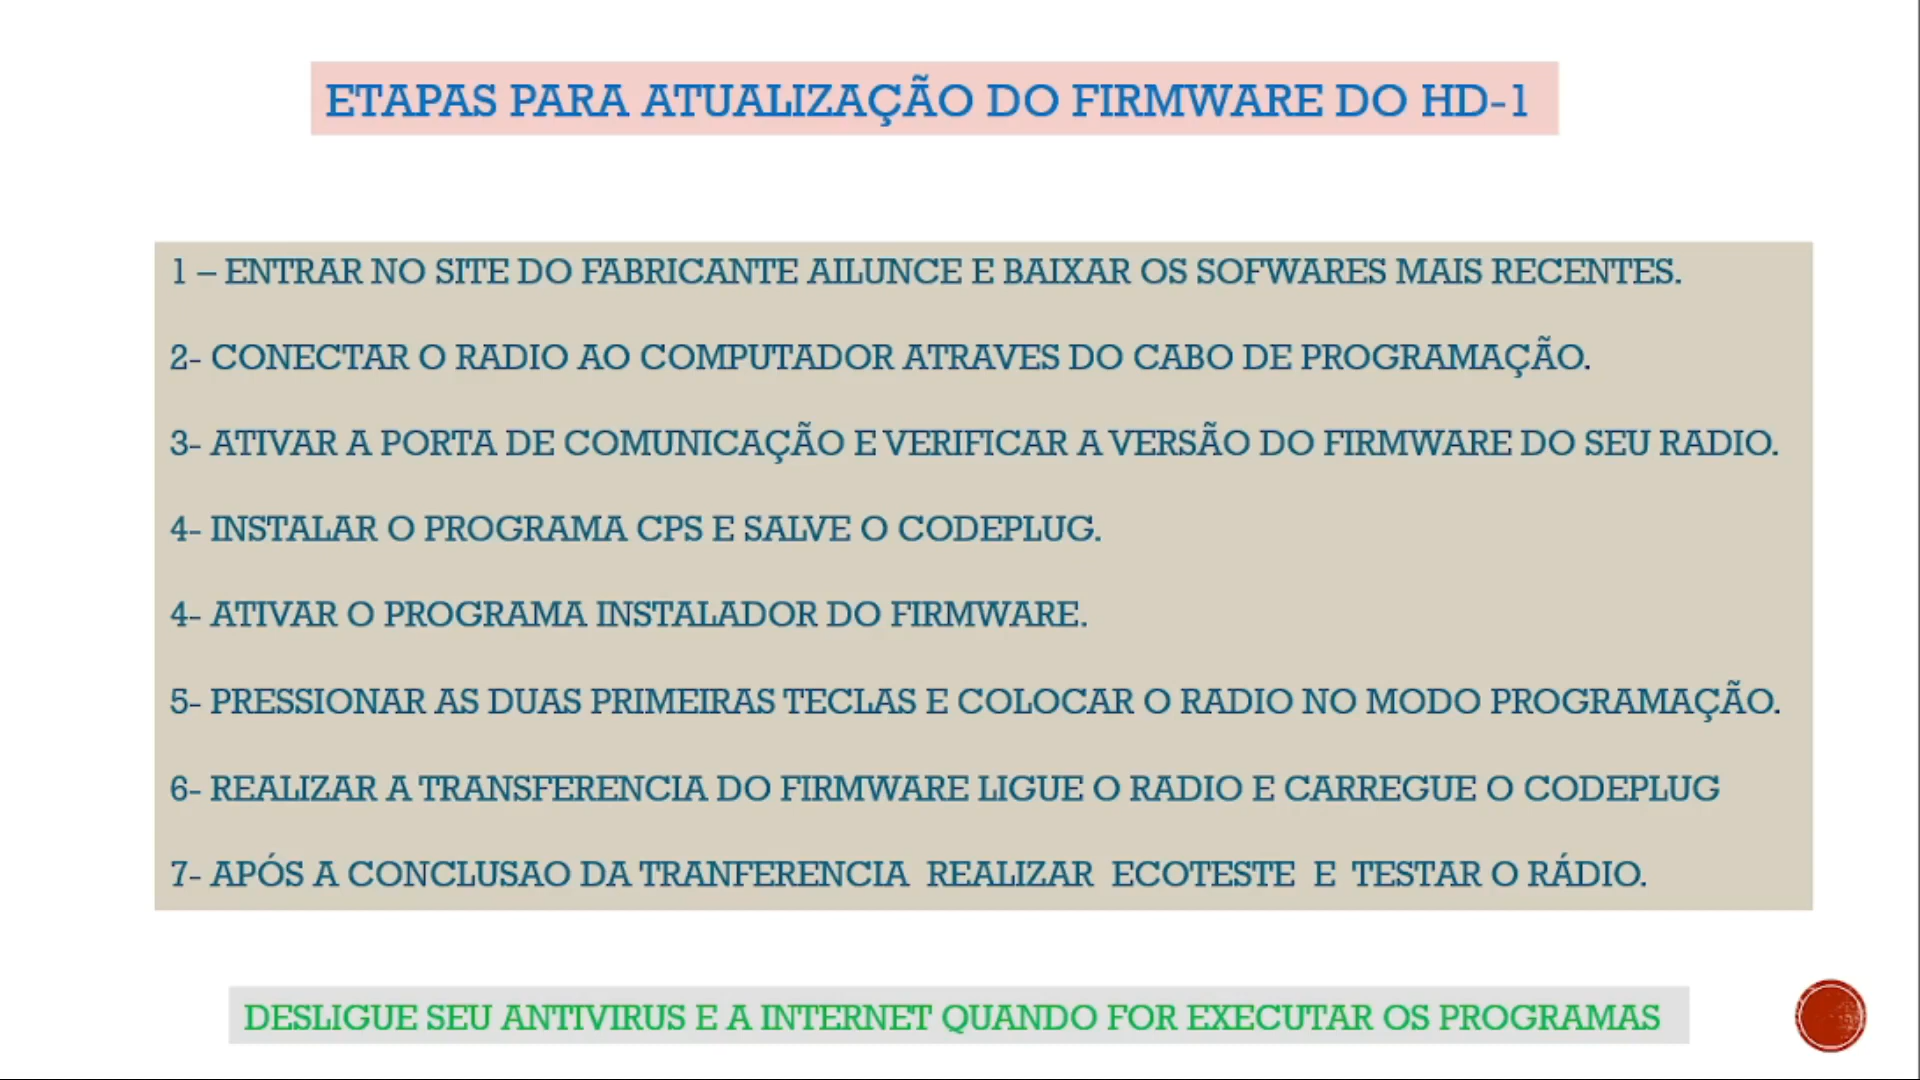 ETAPAS PARA ATUALIZAÇÃO DO FIRMWARE DO HD-1
1 – ENTRAR NO SITE DO FABRICANTE AILUNCE E BAIXAR OS SOFWARES MAIS RECENTES.
2- CONECTAR O RADIO AO COMPUTADOR ATRAVES DO CABO DE PROGRAMAÇÃO.
3- ATIVAR A PORTA DE COMUNICAÇÃO E VERIFICAR A VERSÃO DO FIRMWARE DO SEU RADIO.
4- INSTALAR O PROGRAMA CPS E SALVE O CODEPLUG.
4- ATIVAR O PROGRAMA INSTALADOR DO FIRMWARE.
5- PRESSIONAR AS DUAS PRIMEIRAS TECLAS E COLOCAR O RADIO NO MODO PROGRAMAÇÃO.
6- REALIZAR A TRANSFERENCIA DO FIRMWARE LIGUE O RADIO E CARREGUE O CODEPLUG
7- APÓS A CONCLUSAO DA TRANFERENCIA REALIZAR ECOTESTE E TESTAR O RÁDIO.
DESLIGUE SEU ANTIVIRUS E A INTERNET QUANDO FOR EXECUTAR OS PROGRAMAS